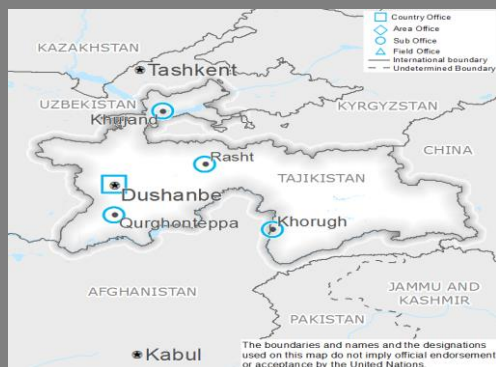 Country Office
Area Office
Sub Office
Field Office
International boundary
Undetermined Boundary
KAZAKHSTAN
Tashkent
UZBEKISTAN
KYRGYZSTAN
Khujand
CHINA
Rasht
TAJIKISTAN
Dushanbe
Qurghonteppa
Khorugh
AFGHANISTAN
JAMMU AND
KASHMIR
PAKISTAN
Kabul
The boundaries and names and the designations
used on this map do not imply official endorsement
or acceptance by the United Nations.